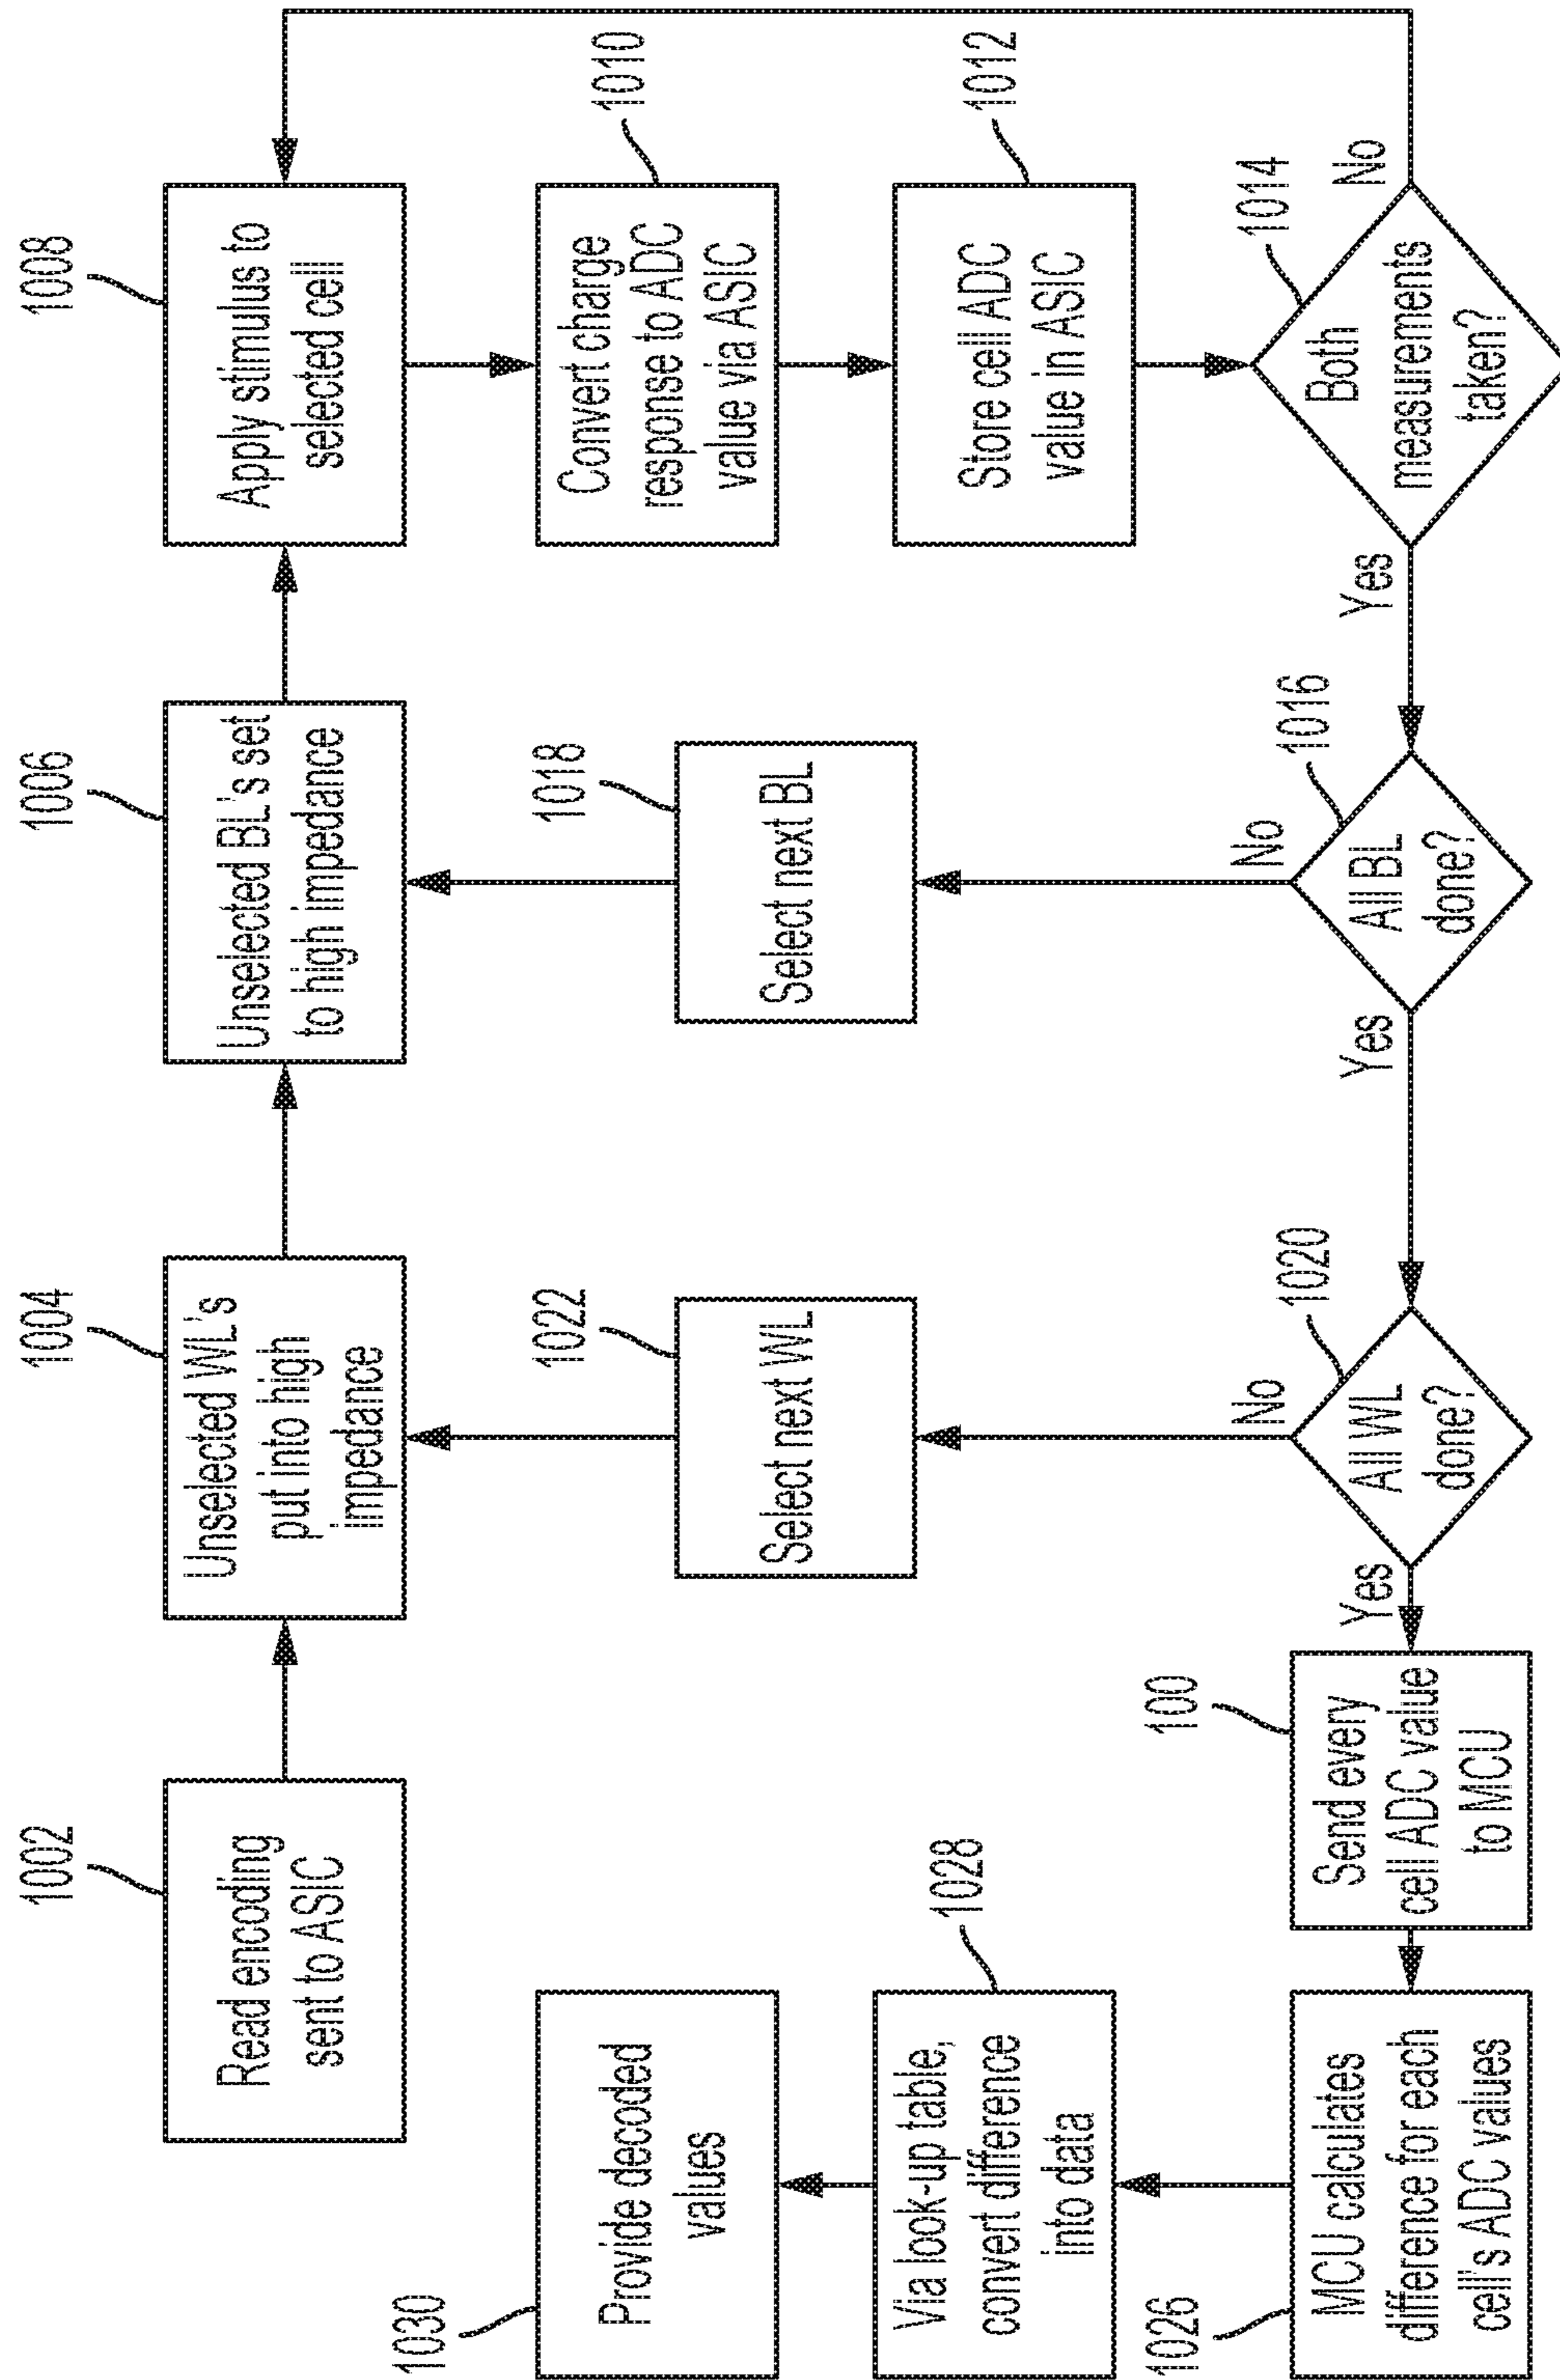 1002
Read encoding
sent to ASIC
1004
Unselected WL's
put into high
impedance
1006
Unselected BL's set
to high impedance
1008
Apply stimulus to
selected cell
1010
Convert charge
response to ADC
value via ASIC
1012
Store cell ADC
value in ASIC
1014
Both
measurements
taken?
No
Yes
1016
All BL
done?
No
Yes
1018
Select next BL
1020
All WL
done?
No
Yes
1022
Select next WL
100
Send every
cell ADC value
to MCU
1026
MCU calculates
difference for each
cell's ADC values
1028
Via look-up table,
convert difference
into data
1030
Provide decoded
values